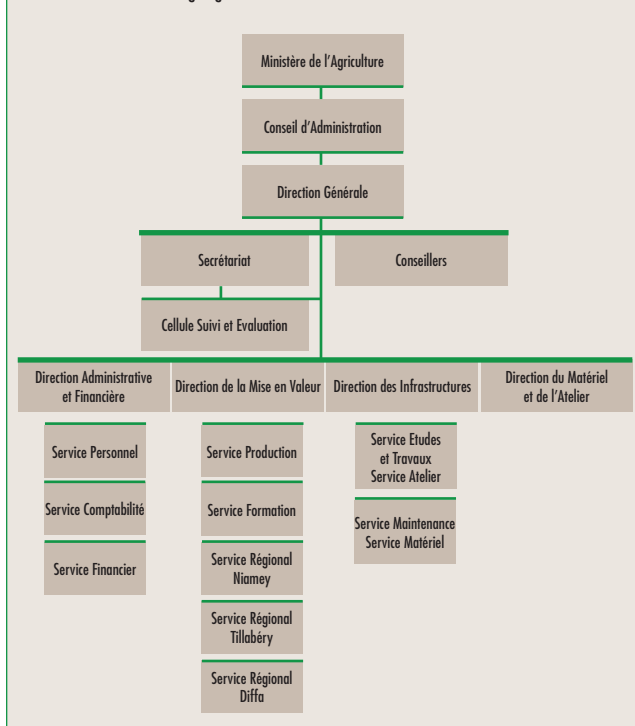 Ministère de l'Agriculture
Conseil d'Administration
Direction Générale
Secrétariat
Conseillers
Cellule Suivi et Evaluation
Direction Administrative
et Financière
Direction de la Mise en Valeur
Direction des Infrastructures
Direction du Matériel
et de l'Atelier
Service Personnel
Service Comptabilité
Service Financier
Service Production
Service Formation
Service Régional
Niamey
Service Régional
Tillabéry
Service Régional
Diffa
Service Etudes
et Travaux
Service Atelier
Service Maintenance
Service Matériel